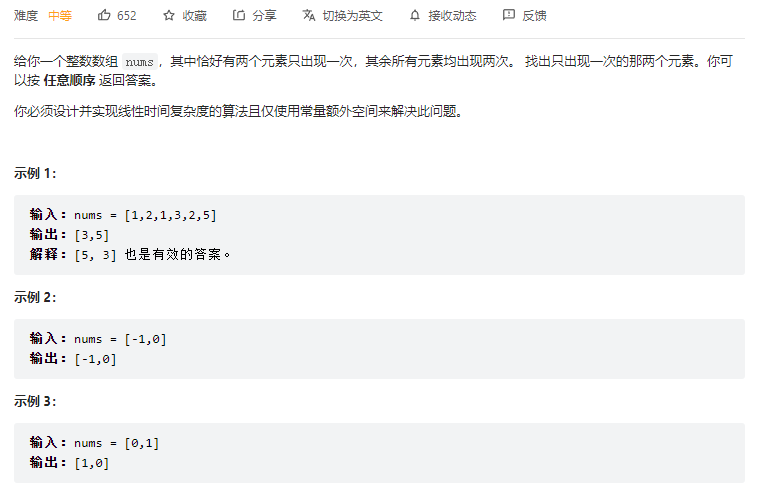 难度 中等 652 收藏 分享 切换为英文 接收动态 反馈
给你一个整数数组 nums，其中恰好有两个元素只出现一次，其余所有元素均出现两次。 找出只出现一次的那两个元素。你可
以按 任意顺序 返回答案。
你必须设计并实现线性时间复杂度的算法且仅使用常量额外空间来解决此问题。
示例 1：
输入：nums = [1,2,1,3,2,5]
输出：[3,5]
解释：[5, 3] 也是有效的答案。
示例 2：
输入：nums = [-1,0]
输出：[-1,0]
示例 3：
输入：nums = [0,1]
输出：[1,0]